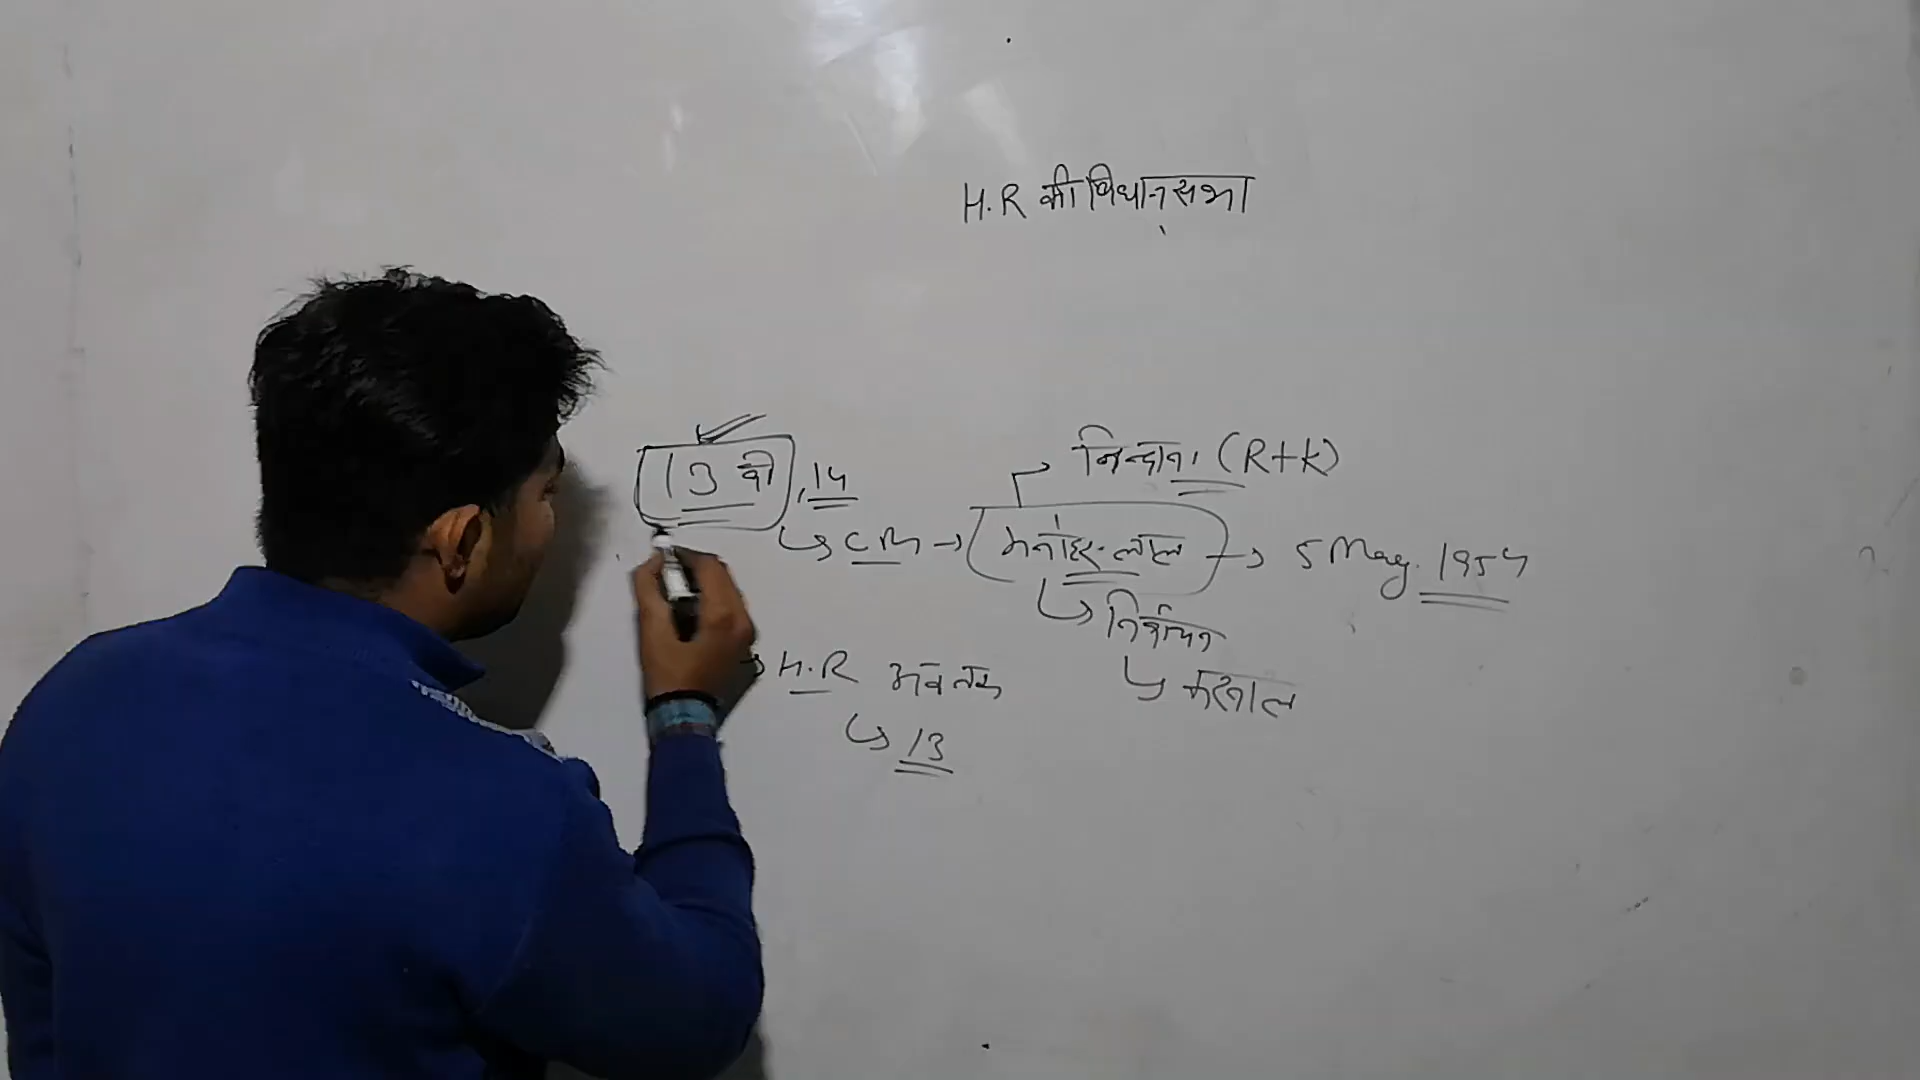 H.R की विधानसभा
13 वी, 14
निन्दाना (R+K)
CM → मनोहर लाल → 5 May. 1954
निर्वाचन
करनाल
H.R अब तक
13